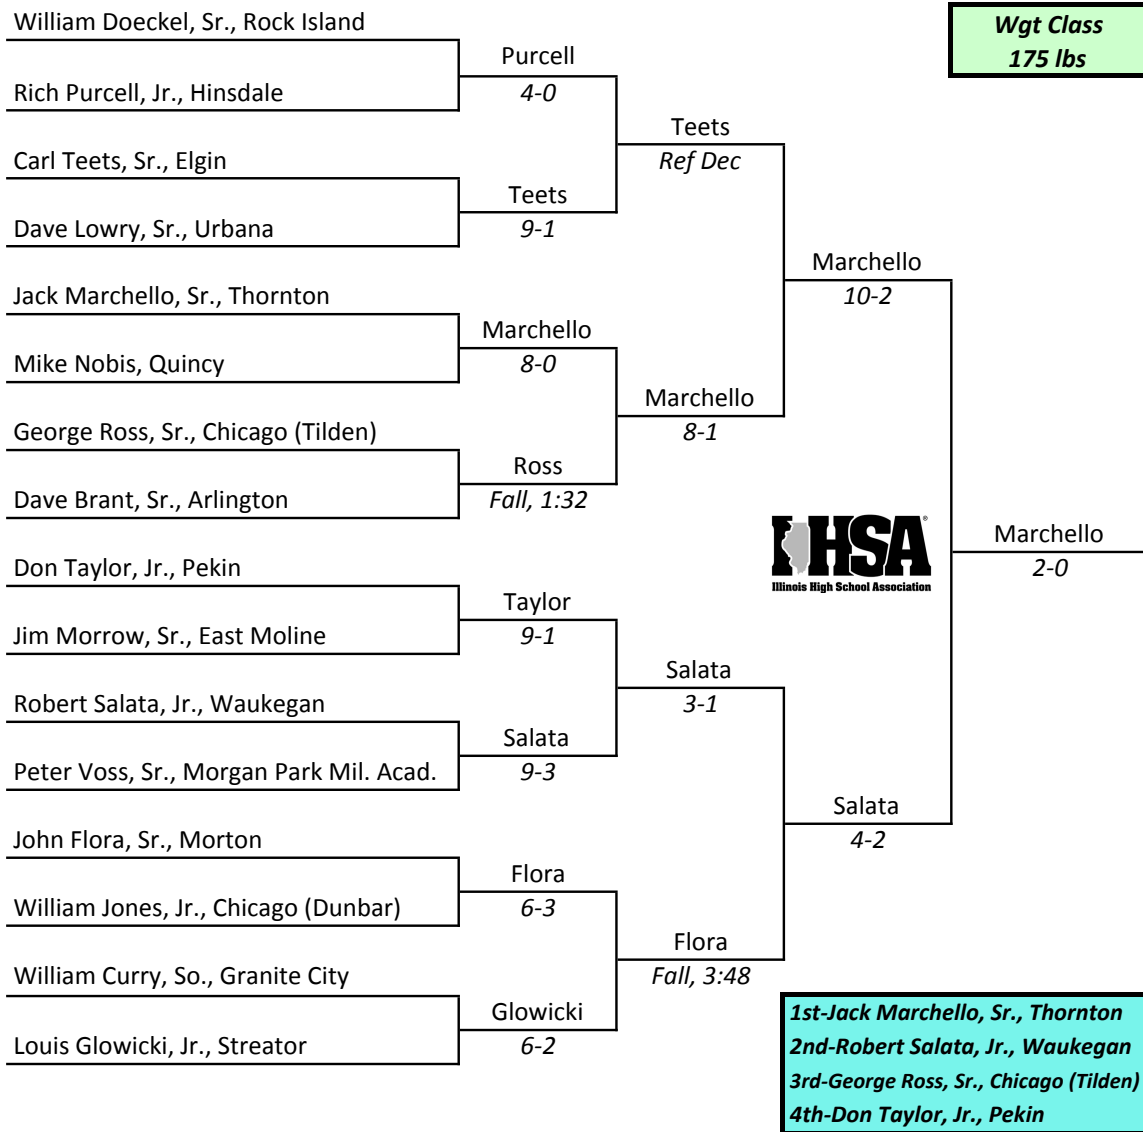 William Doeckel, Sr., Rock Island
Wgt Class
175 lbs
Purcell
4-0
Rich Purcell, Jr., Hinsdale
Teets
Ref Dec
Carl Teets, Sr., Elgin
Teets
9-1
Dave Lowry, Sr., Urbana
Marchello
10-2
Jack Marchello, Sr., Thornton
Marchello
8-0
Mike Nobis, Quincy
Marchello
8-1
George Ross, Sr., Chicago (Tilden)
Ross
Fall, 1:32
Dave Brant, Sr., Arlington
IHSA®
Illinois High School Association
Marchello
2-0
Don Taylor, Jr., Pekin
Taylor
9-1
Jim Morrow, Sr., East Moline
Salata
3-1
Robert Salata, Jr., Waukegan
Salata
9-3
Peter Voss, Sr., Morgan Park Mil. Acad.
Salata
4-2
John Flora, Sr., Morton
Flora
6-3
William Jones, Jr., Chicago (Dunbar)
Flora
Fall, 3:48
William Curry, So., Granite City
Glowicki
6-2
Louis Glowicki, Jr., Streator
1st-Jack Marchello, Sr., Thornton
2nd-Robert Salata, Jr., Waukegan
3rd-George Ross, Sr., Chicago (Tilden)
4th-Don Taylor, Jr., Pekin